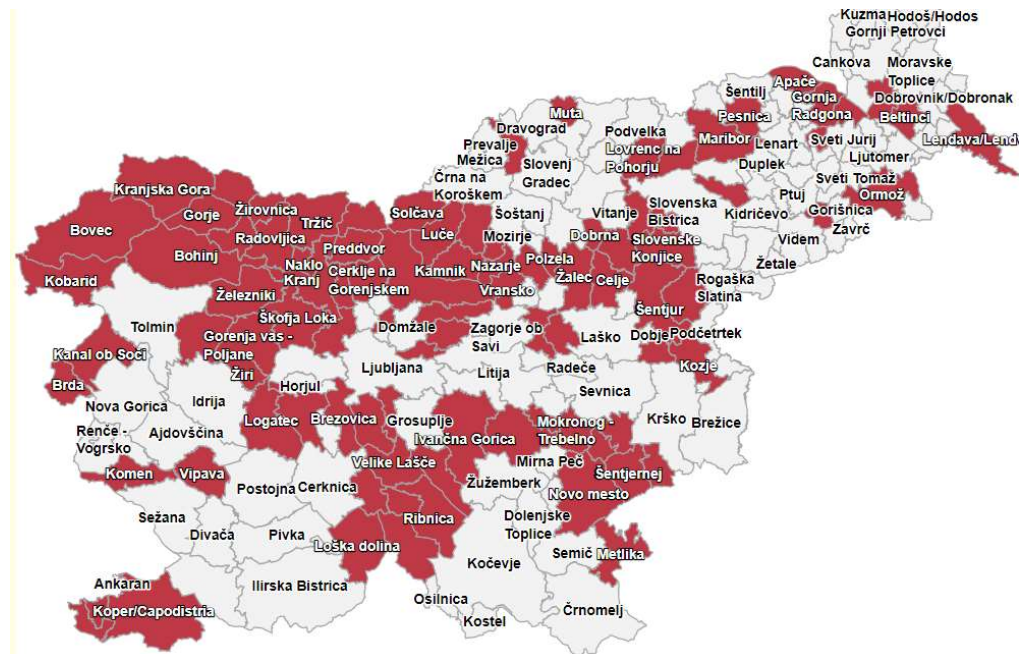 Kuzma
Hodoš/Hodos
Gornji Petrovci
Cankova
Moravske
Toplice
Apače
Šentilj
Gornja
Radgona
Dobrovnik/Dobronak
Beltinci
Muta
Pesnica
Dravograd
Podvelka
Prevalje
Mežica
Lovrenc na
Pohorju
Maribor
Lenart
Sveti Jurij
Lendava/Lend
Ljutomer
Slovenj
Gradec
Duplek
Črna na
Koroškem
Sveti Tomaž
Kranjska Gora
Ptuj
Ormož
Solčava
Šoštanj
Vitanje
Slovenska
Bistrica
Kidričevo
Gorišnica
Gorje
Žirovnica
Tržič
Zavrč
Bovec
Luče
Mozirje
Dobrna
Slovenske
Konjice
Videm
Radovljica
Preddvor
Bohinj
Žetale
Naklo
Kranj
Cerklje na
Gorenjskem
Kamnik
Nazarje
Polzela
Žalec
Celje
Kobarid
Rogaška
Slatina
Železniki
Vransko
Šentjur
Škofja Loka
Tolmin
Domžale
Zagorje ob
Savi
Laško
Dobje
Podčetrtek
Gorenja vas -
Poljane
Kanal ob Soči
Ljubljana
Litija
Radeče
Kozje
Žiri
Brda
Horjul
Sevnica
Nova Gorica
Idrija
Logatec
Brezovica
Grosuplje
Mokronog -
Trebelno
Krško
Brežice
Renče -
Vogrsko
Ajdovščina
Ivančna Gorica
Velike Lašče
Mirna Peč
Komen
Vipava
Šentjernej
Postojna
Cerknica
Žužemberk
Novo mesto
Sežana
Ribnica
Dolenjske
Toplice
Divača
Pivka
Loška dolina
Semič
Metlika
Kočevje
Ankaran
Ilirska Bistrica
Osilnica
Črnomelj
Koper/Capodistria
Kostel